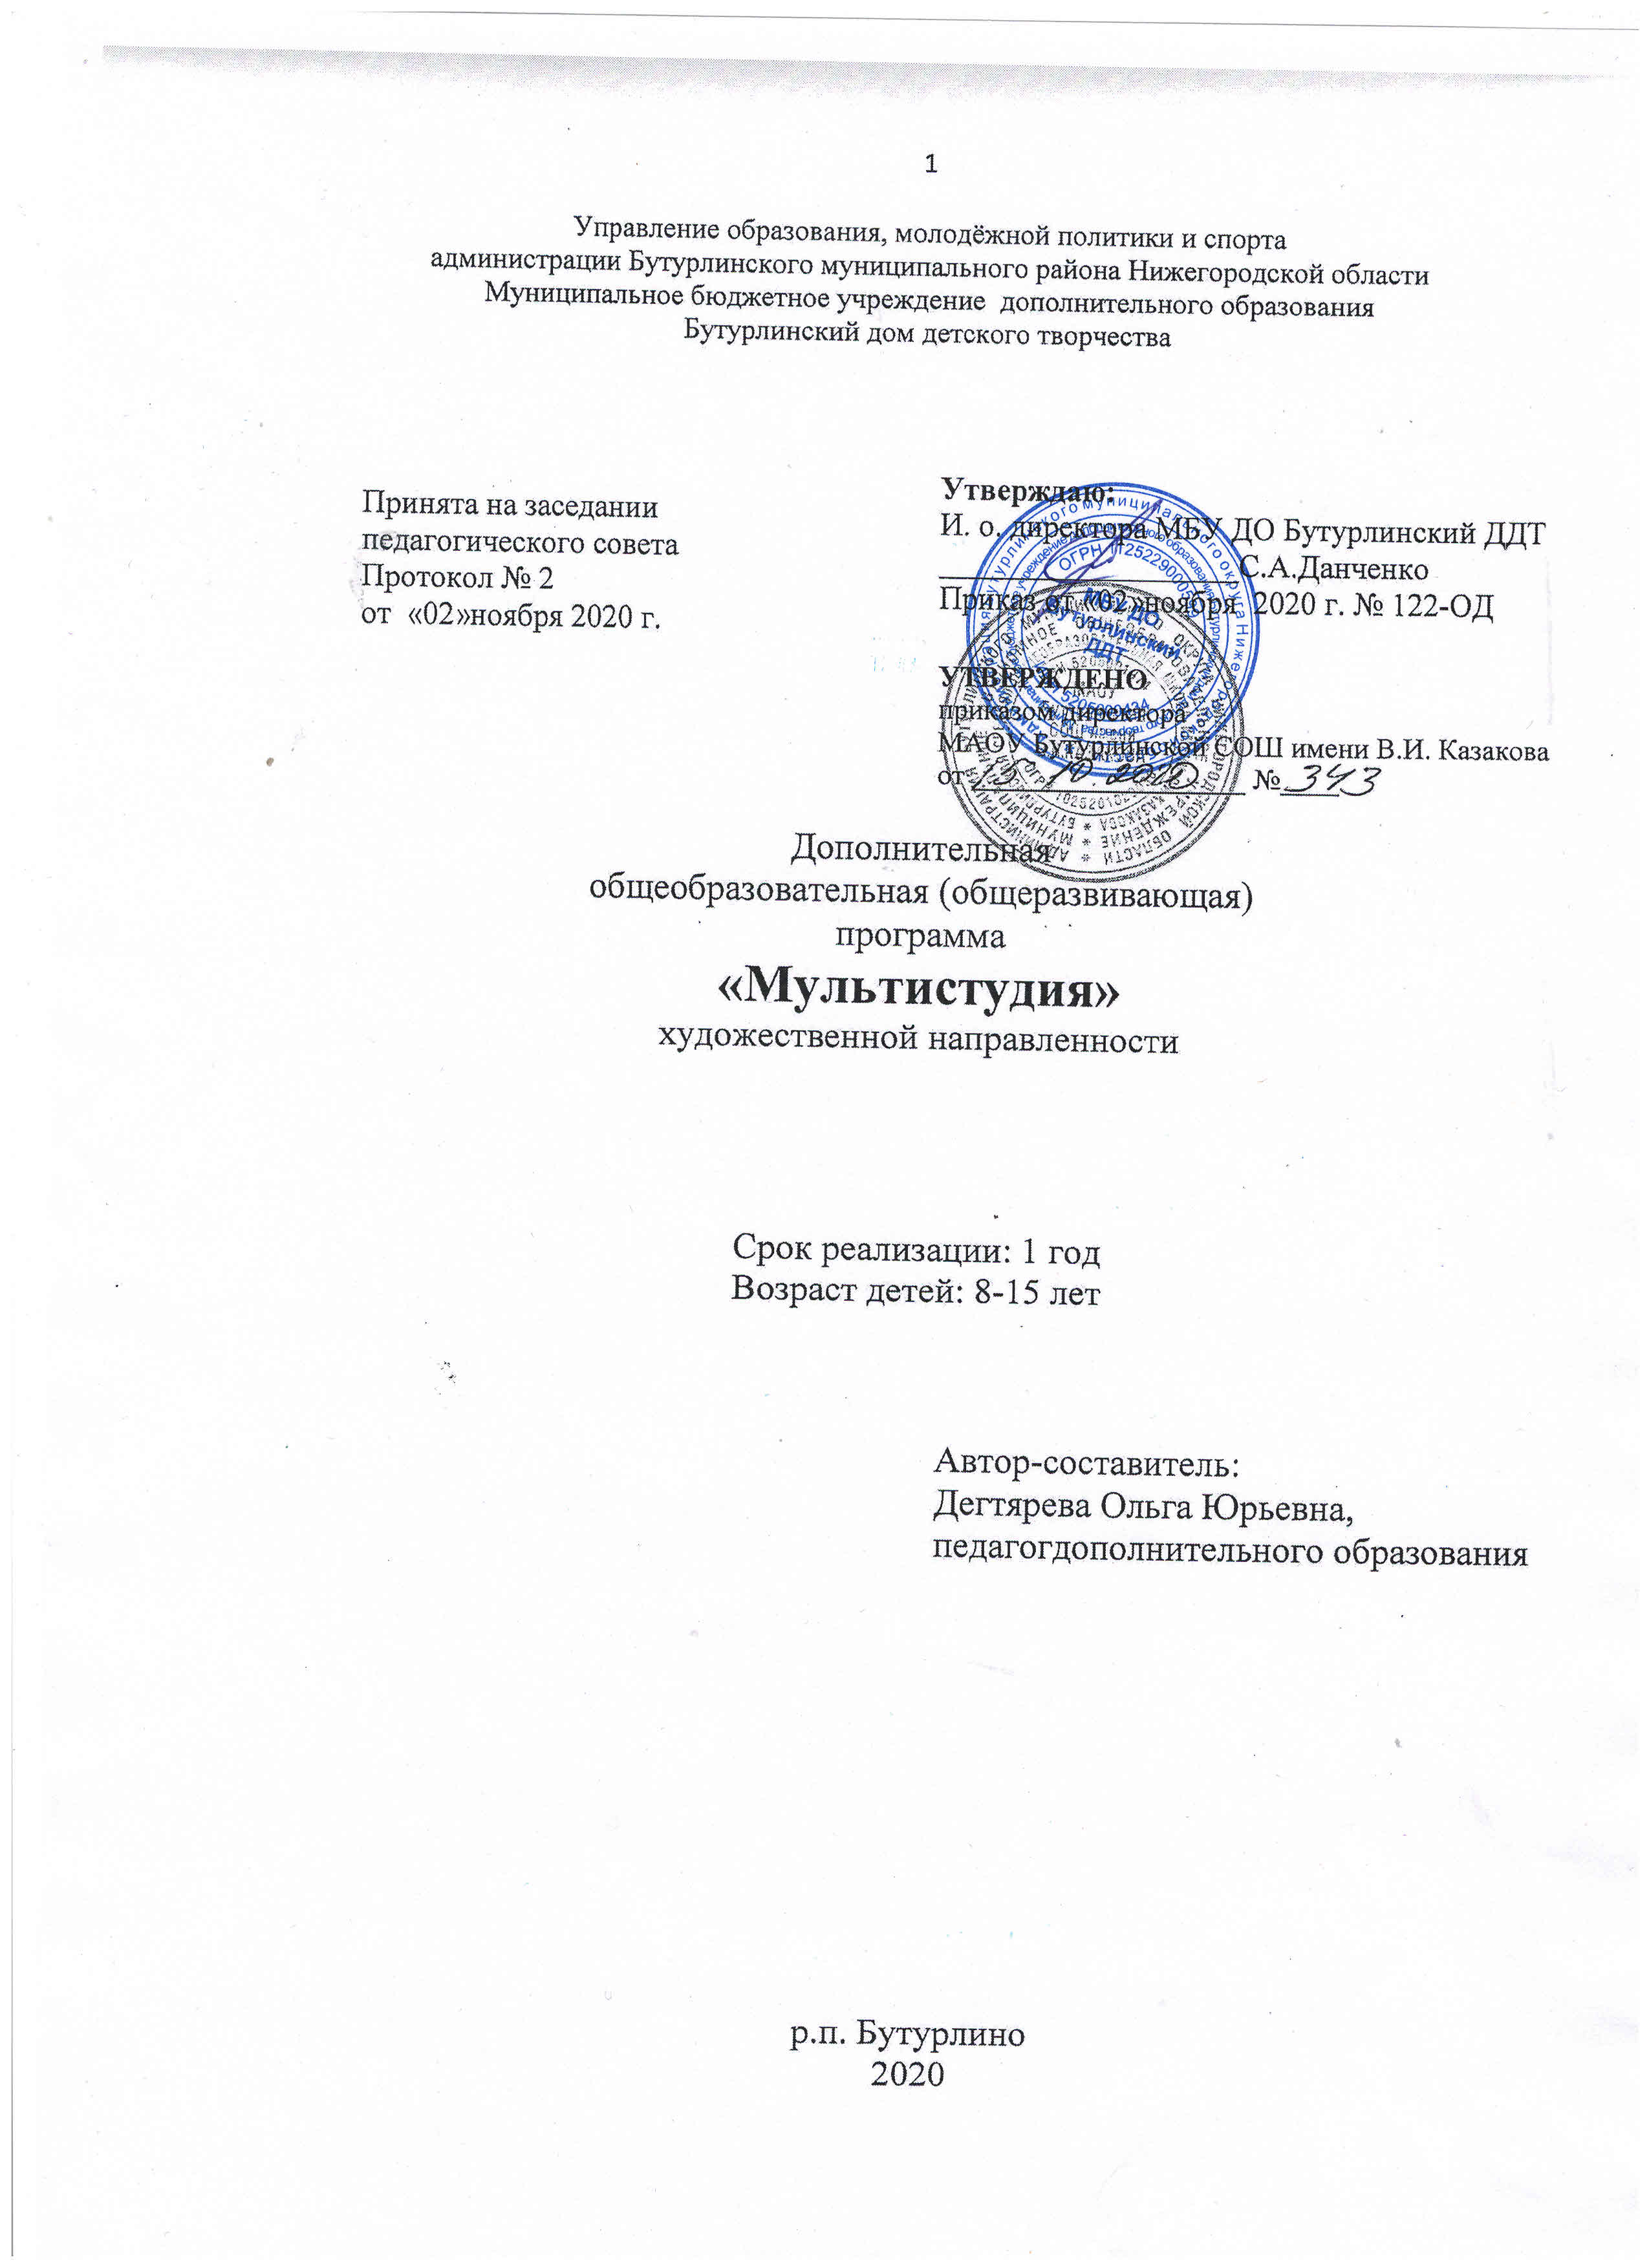 1
Управление образования, молодёжной политики и спорта
администрации Бутурлинского муниципального района Нижегородской области
Муниципальное бюджетное учреждение дополнительного образования
Бутурлинский дом детского творчества
Принята на заседании
педагогического совета
Протокол № 2
от «02»ноября 2020 г.
Утверждаю:
И. о. директора МБУ ДО Бутурлинский ДДТ
С.А.Данченко
Приказ от «02»ноября 2020 г. № 122-ОД
МБУ ДО
Бутурлинский
ДДТ
УТВЕРЖДЕНО
приказом директора
МАОУ Бутурлинской СОШ имени В.И. Казакова
от 15.10.2020 № 343
Дополнительная
общеобразовательная (общеразвивающая)
программа
«Мультистудия»
художественной направленности
Срок реализации: 1 год
Возраст детей: 8-15 лет
Автор-составитель:
Дегтярева Ольга Юрьевна,
педагогдополнительного образования
р.п. Бутурлино
2020